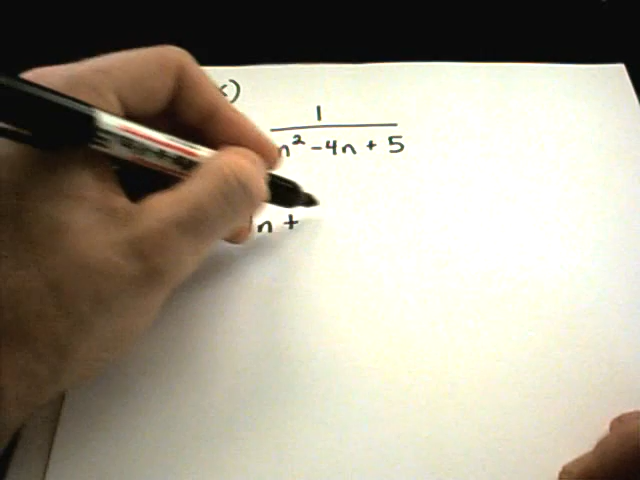 1
n² - 4n + 5
n +